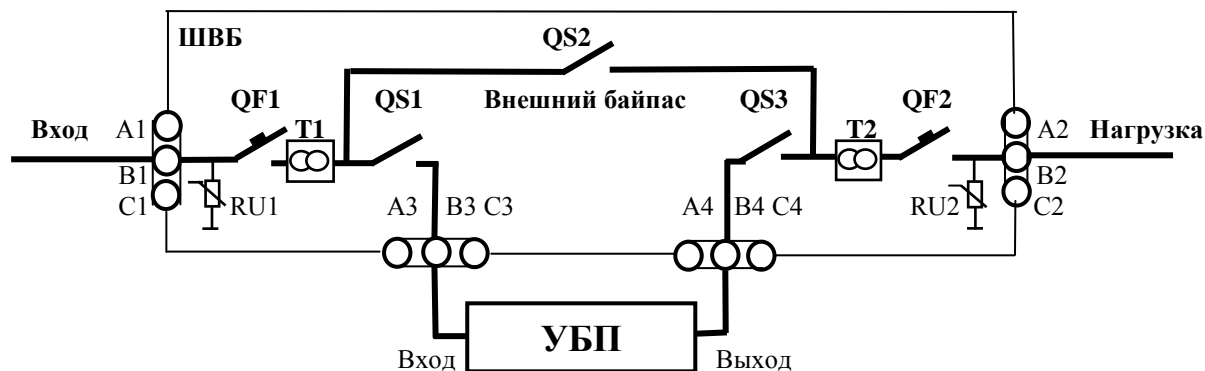 ШВБ
QS2
QF1
QS1
Внешний байпас
QS3
QF2
Вход
A1
T1
T2
A2
Нагрузка
B1
B2
C1
RU1
A3
B3 C3
A4
B4 C4
RU2
C2
УБП
Вход
Выход